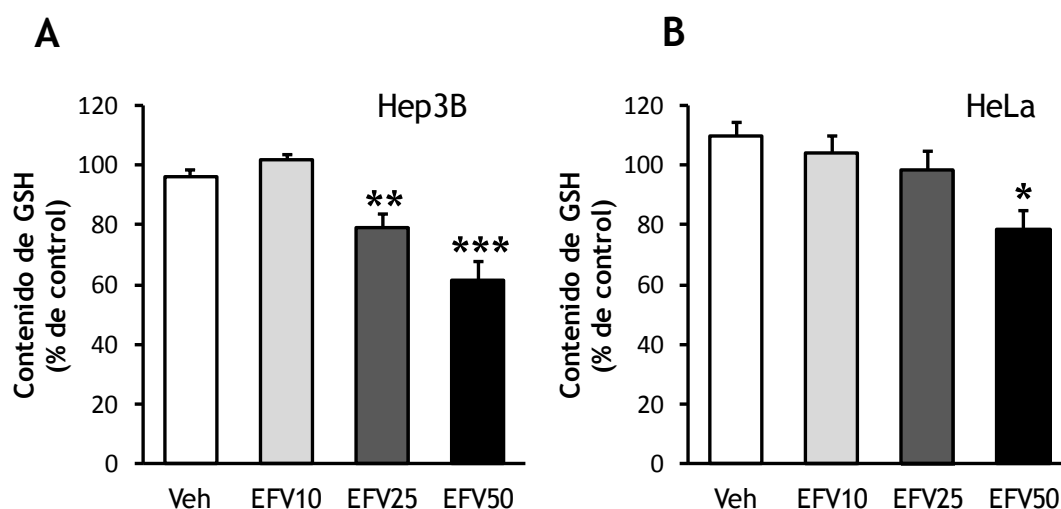 A
Hep3B
Contenido de GSH
(% de control)
120
100
80
60
40
20
0
**
***
Veh EFV10 EFV25 EFV50
B
HeLa
Contenido de GSH
(% de control)
120
100
80
60
40
20
0
*
Veh EFV10 EFV25 EFV50